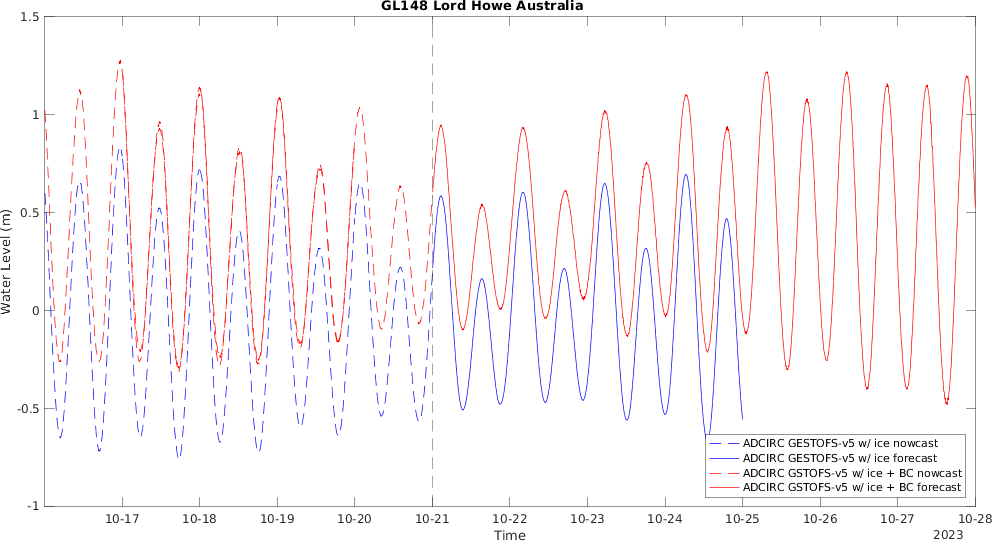 GL148 Lord Howe Australia
1.5
1
0.5
0
-0.5
-1
Water Level (m)
ADCIRC GESTOFS-v5 w/ ice nowcast
ADCIRC GESTOFS-v5 w/ ice forecast
ADCIRC GSTOFS-v5 w/ ice + BC nowcast
ADCIRC GSTOFS-v5 w/ ice + BC forecast
10-17 10-18 10-19 10-20 10-21 10-22 10-23 10-24 10-25 10-26 10-27 10-28
Time
2023